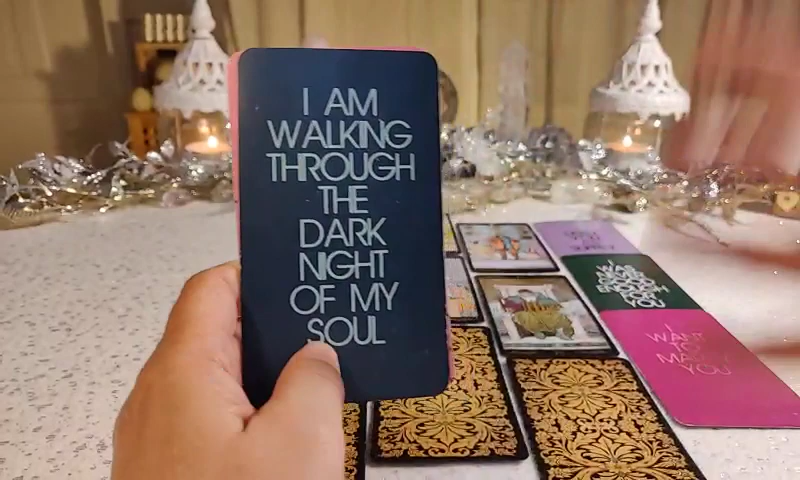 I AM
WALKING
THROUGH
THE
DARK
NIGHT
OF MY
SOUL
I
WANT
TO
MARRY
YOU